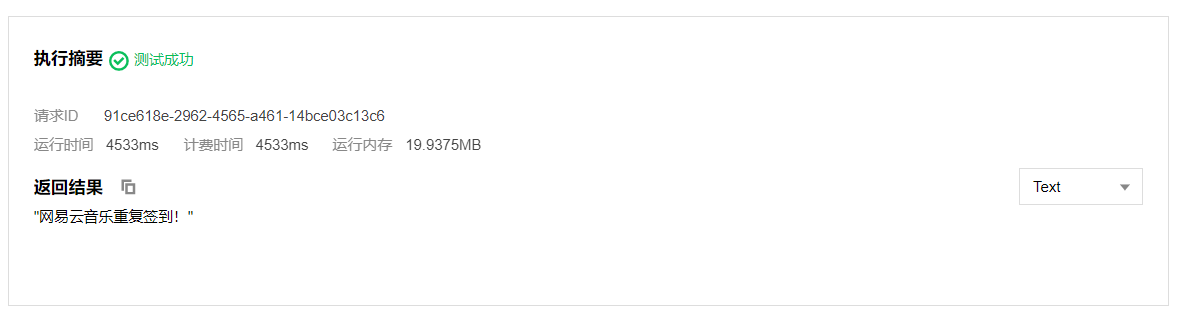 执行摘要 测试成功
请求ID 91ce618e-2962-4565-a461-14bce03c13c6
运行时间 4533ms 计费时间 4533ms 运行内存 19.9375MB
返回结果 Text
"网易云音乐重复签到！"